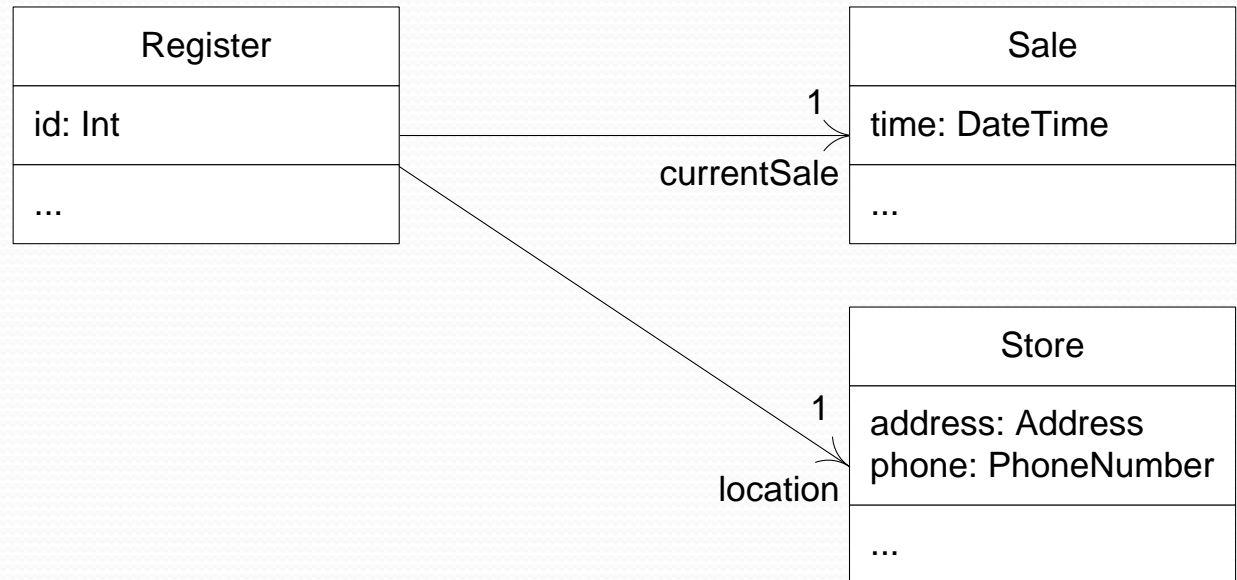 Register
id: Int
...
1
currentSale
Sale
time: DateTime
...
1
location
Store
address: Address
phone: PhoneNumber
...